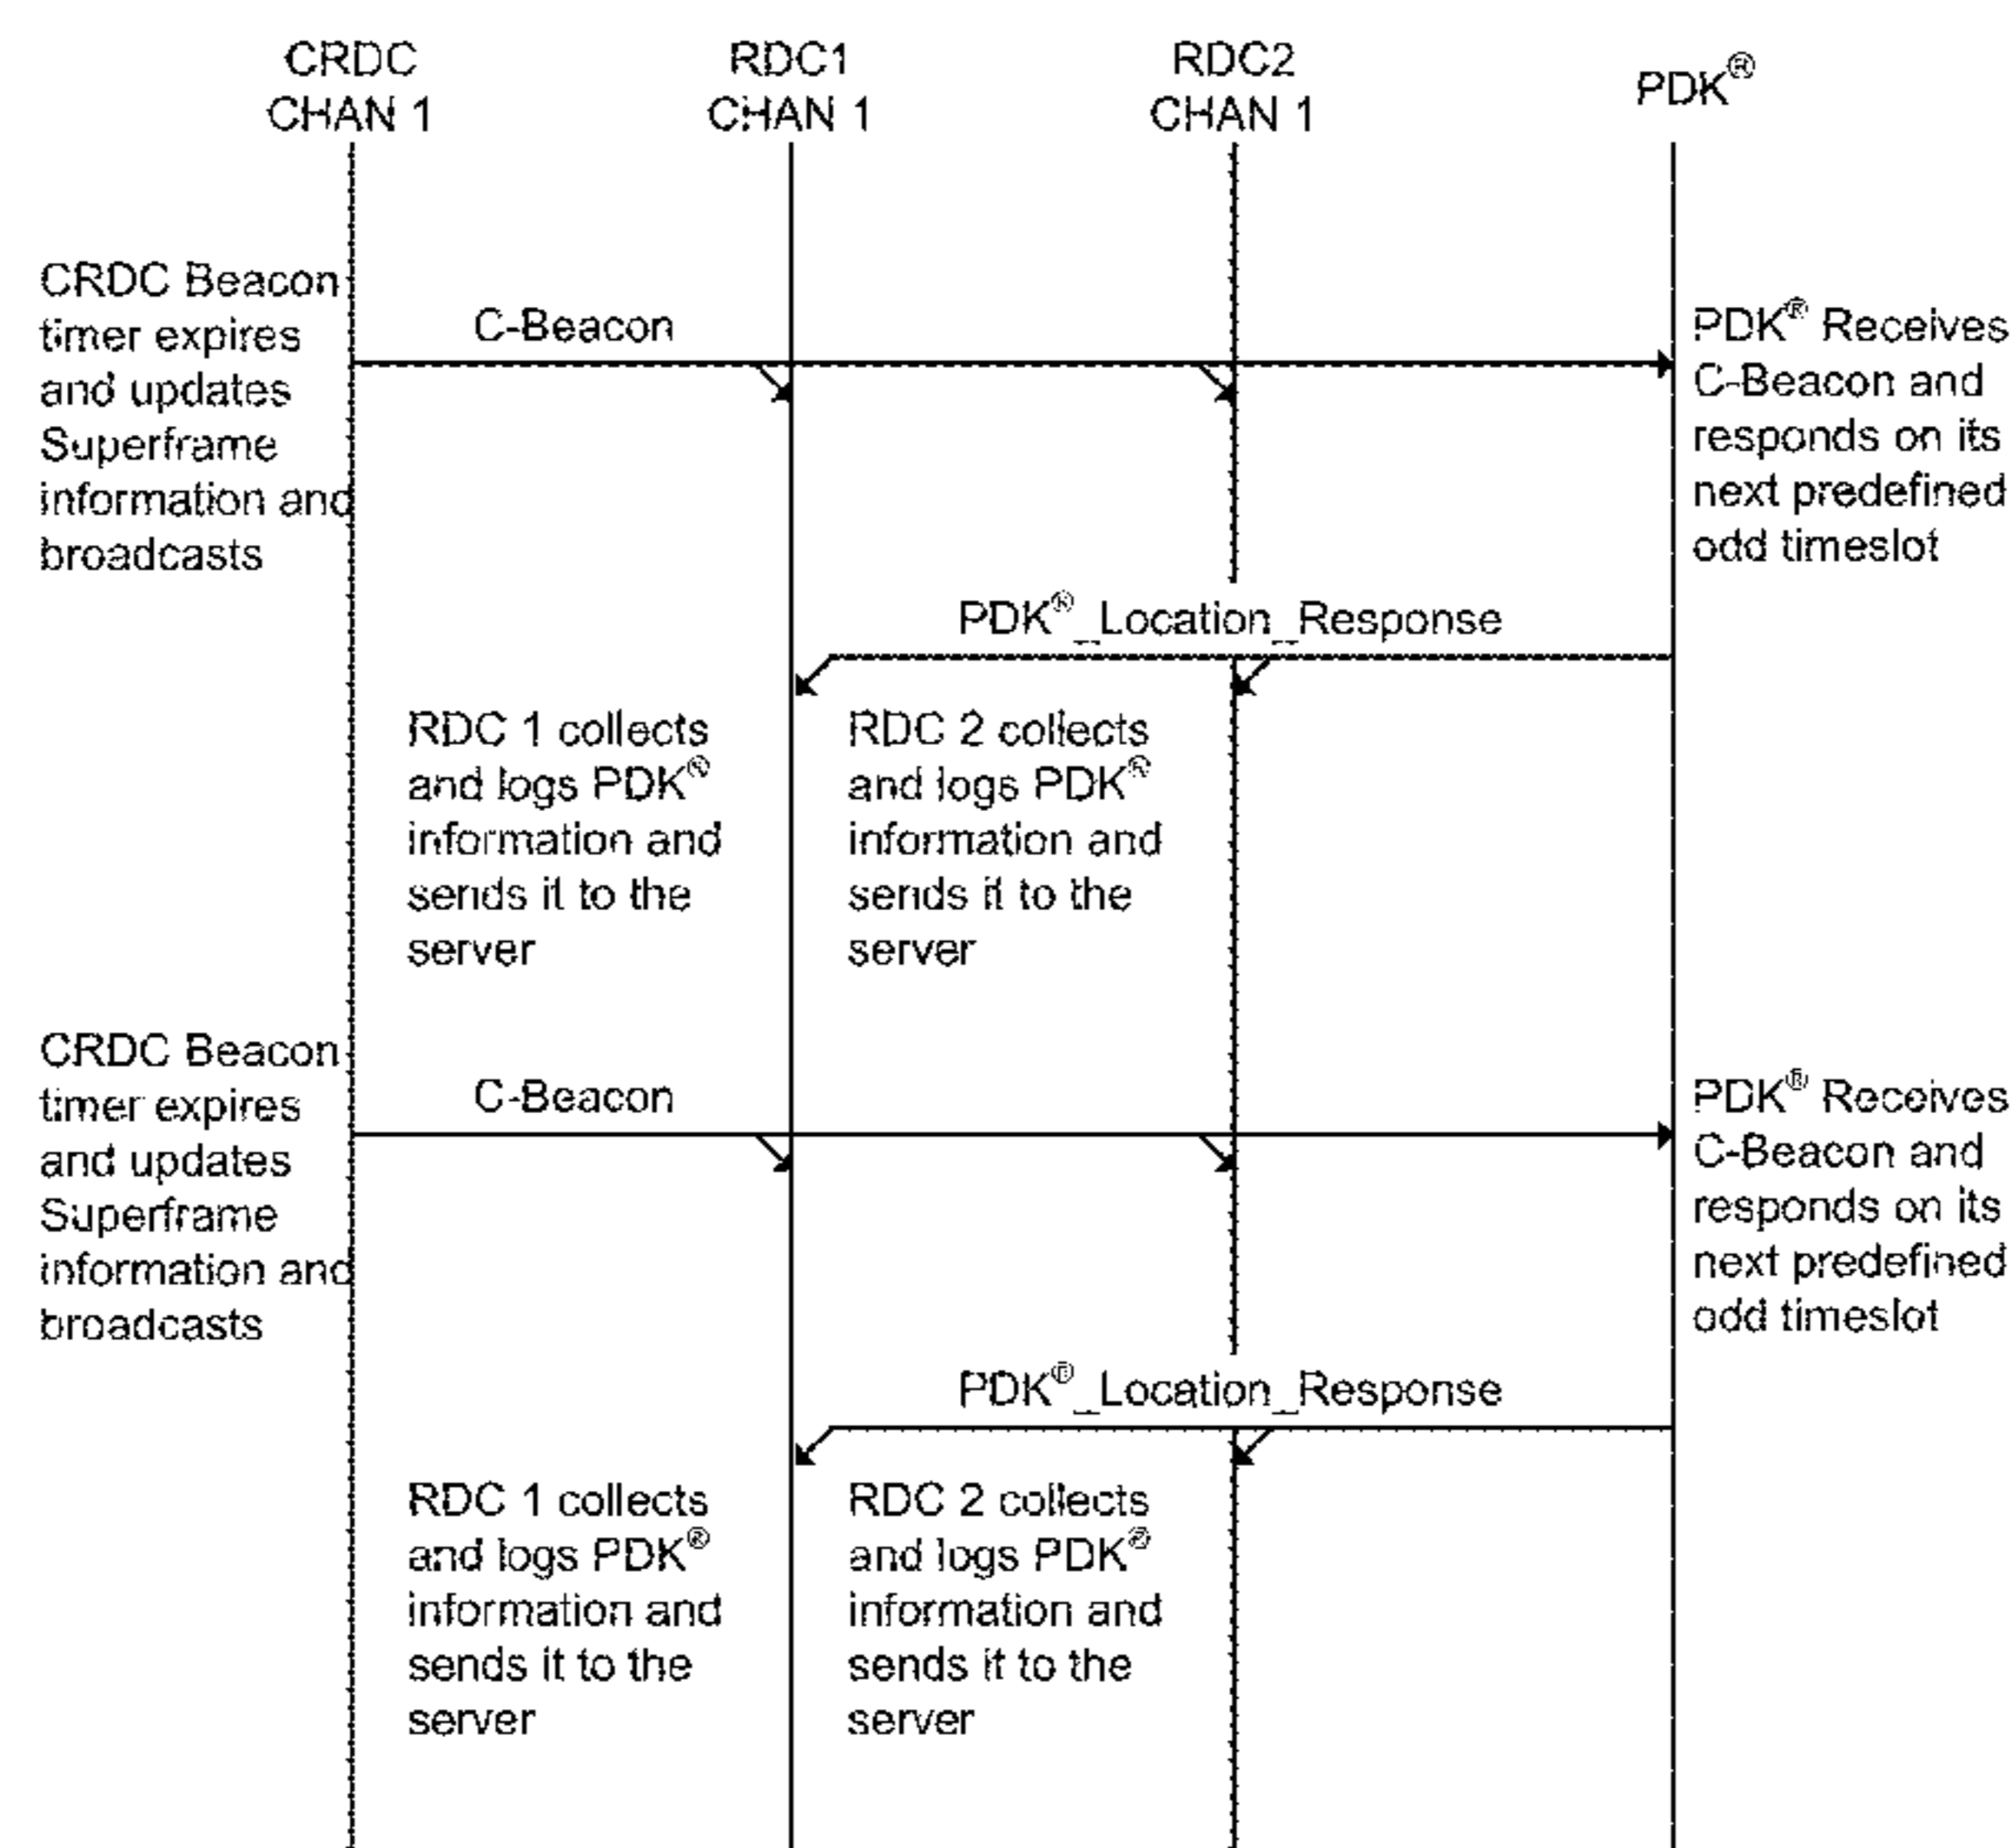 CRDC
CHAN 1
RDC1
CHAN 1
RDC2
CHAN 1
PDK®
CRDC Beacon
timer expires
and updates
Superframe
information and
broadcasts
C-Beacon
PDK® Receives
C-Beacon and
responds on its
next predefined
odd timeslot
PDK®_Location_Response
RDC 1 collects
and logs PDK®
information and
sends it to the
server
RDC 2 collects
and logs PDK®
information and
sends it to the
server
CRDC Beacon
timer expires
and updates
Superframe
information and
broadcasts
C-Beacon
PDK® Receives
C-Beacon and
responds on its
next predefined
odd timeslot
PDK®_Location_Response
RDC 1 collects
and logs PDK®
information and
sends it to the
server
RDC 2 collects
and logs PDK®
information and
sends it to the
server